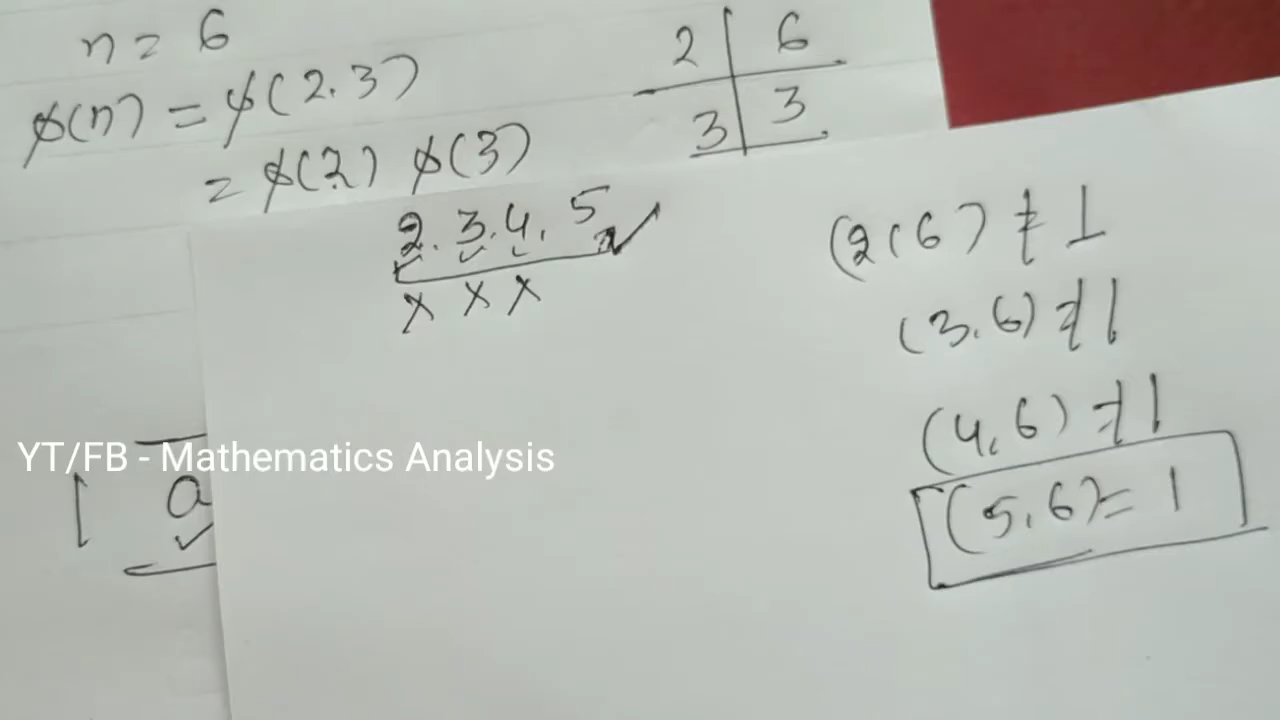 n = 6
2 | 6
ϕ(n) = ϕ(2.3)
3 | 3
= ϕ(2) ϕ(3)
2. 3. 4. 5 ✓
x x x
(2,6) ≠ 1
(3,6) ≠ 1
(4,6) ≠ 1
YT/FB - Mathematics Analysis
1 a
(5,6) = 1